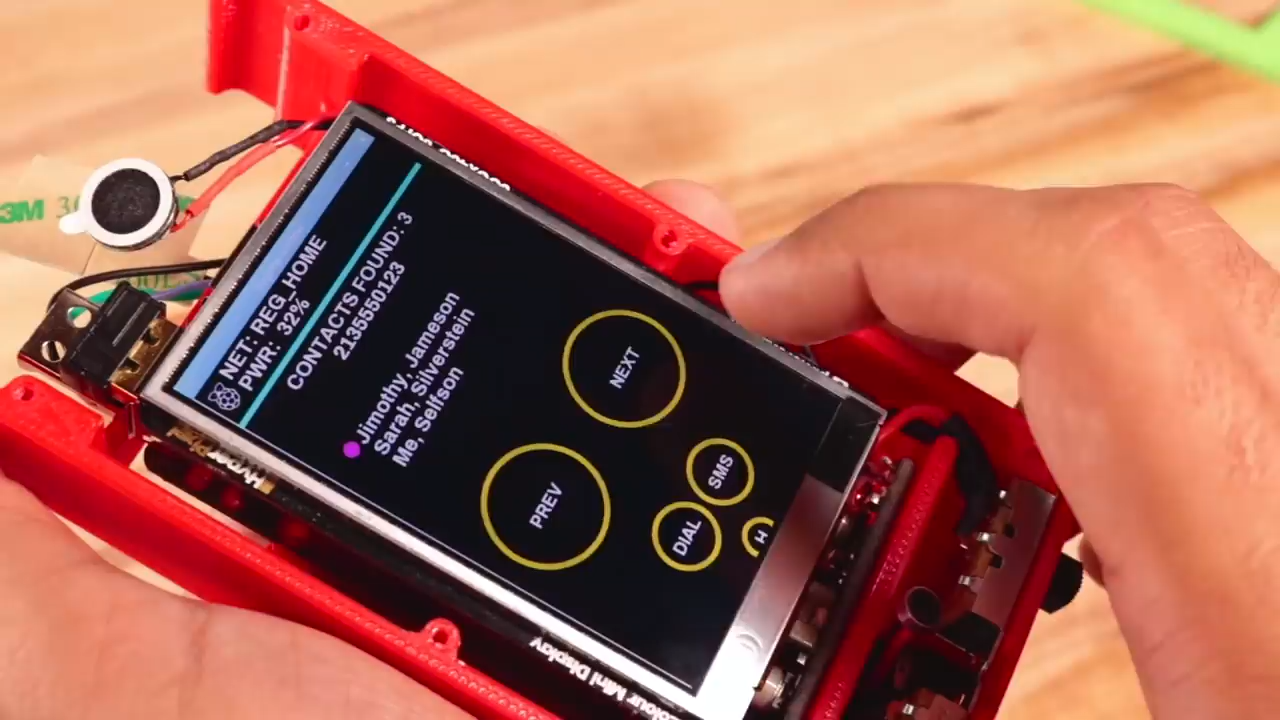 3M
NET: REG_HOME
PWR: 32%
CONTACTS FOUND: 3
2135550123
Jimothy, Jameson
Sarah, Silverstein
Me, Selfson
NEXT
PREV
SMS
DIAL
H
Mini Display